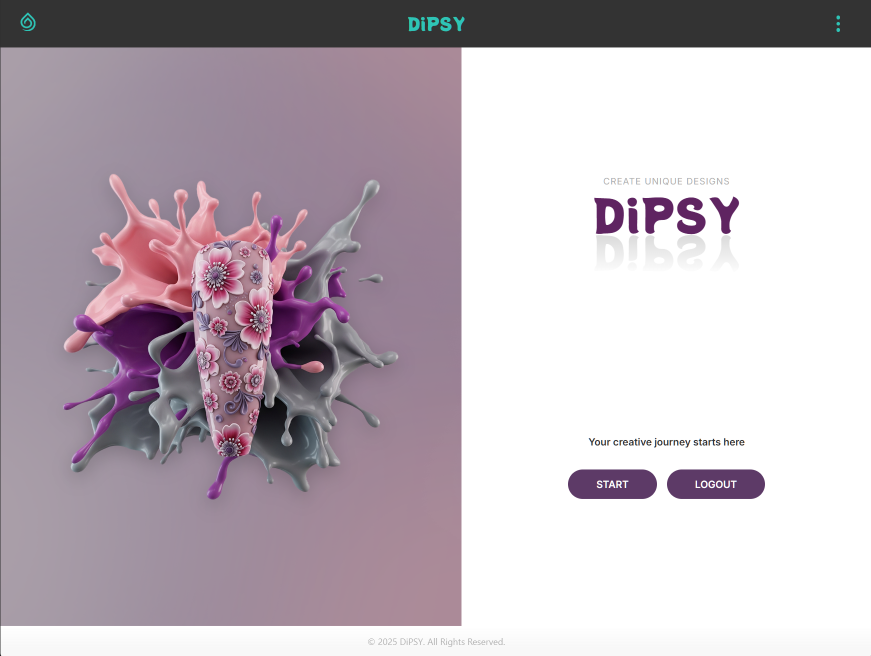 DiPSY
CREATE UNIQUE DESIGNS
DiPSY
Your creative journey starts here
START
LOGOUT
© 2025 DiPSY. All Rights Reserved.